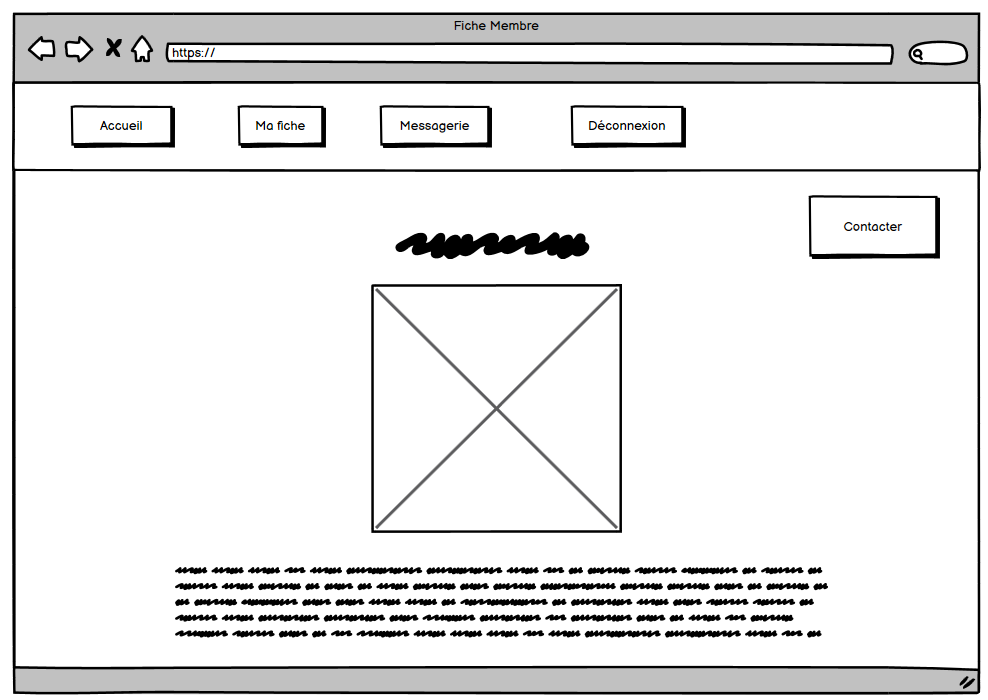 Fiche Membre
https://
Accueil
Ma fiche
Messagerie
Déconnexion
Contacter